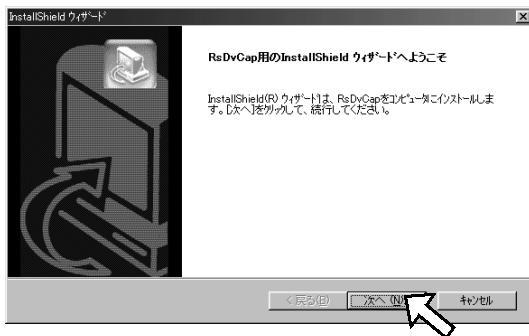 InstallShield ウィザード
RsDvCap用のInstallShield ウィザードへようこそ
InstallShield(R) ウィザードは、RsDvCapをコンピュータにインストールしま
す。[次へ]をクリックして、続行してください。
< 戻る(B)
次へ (N)
キャンセル